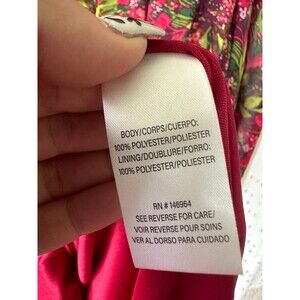 BODY/CORPS/CUERPO:
100% POLYESTER/POLIESTER
LINING/DOUBLURE/FORRO:
100% POLYESTER/POLIESTER
RN # 146964
SEE REVERSE FOR CARE/
VOIR REVERSE POUR SOINS
VER AL DORSO PARA CUIDADO